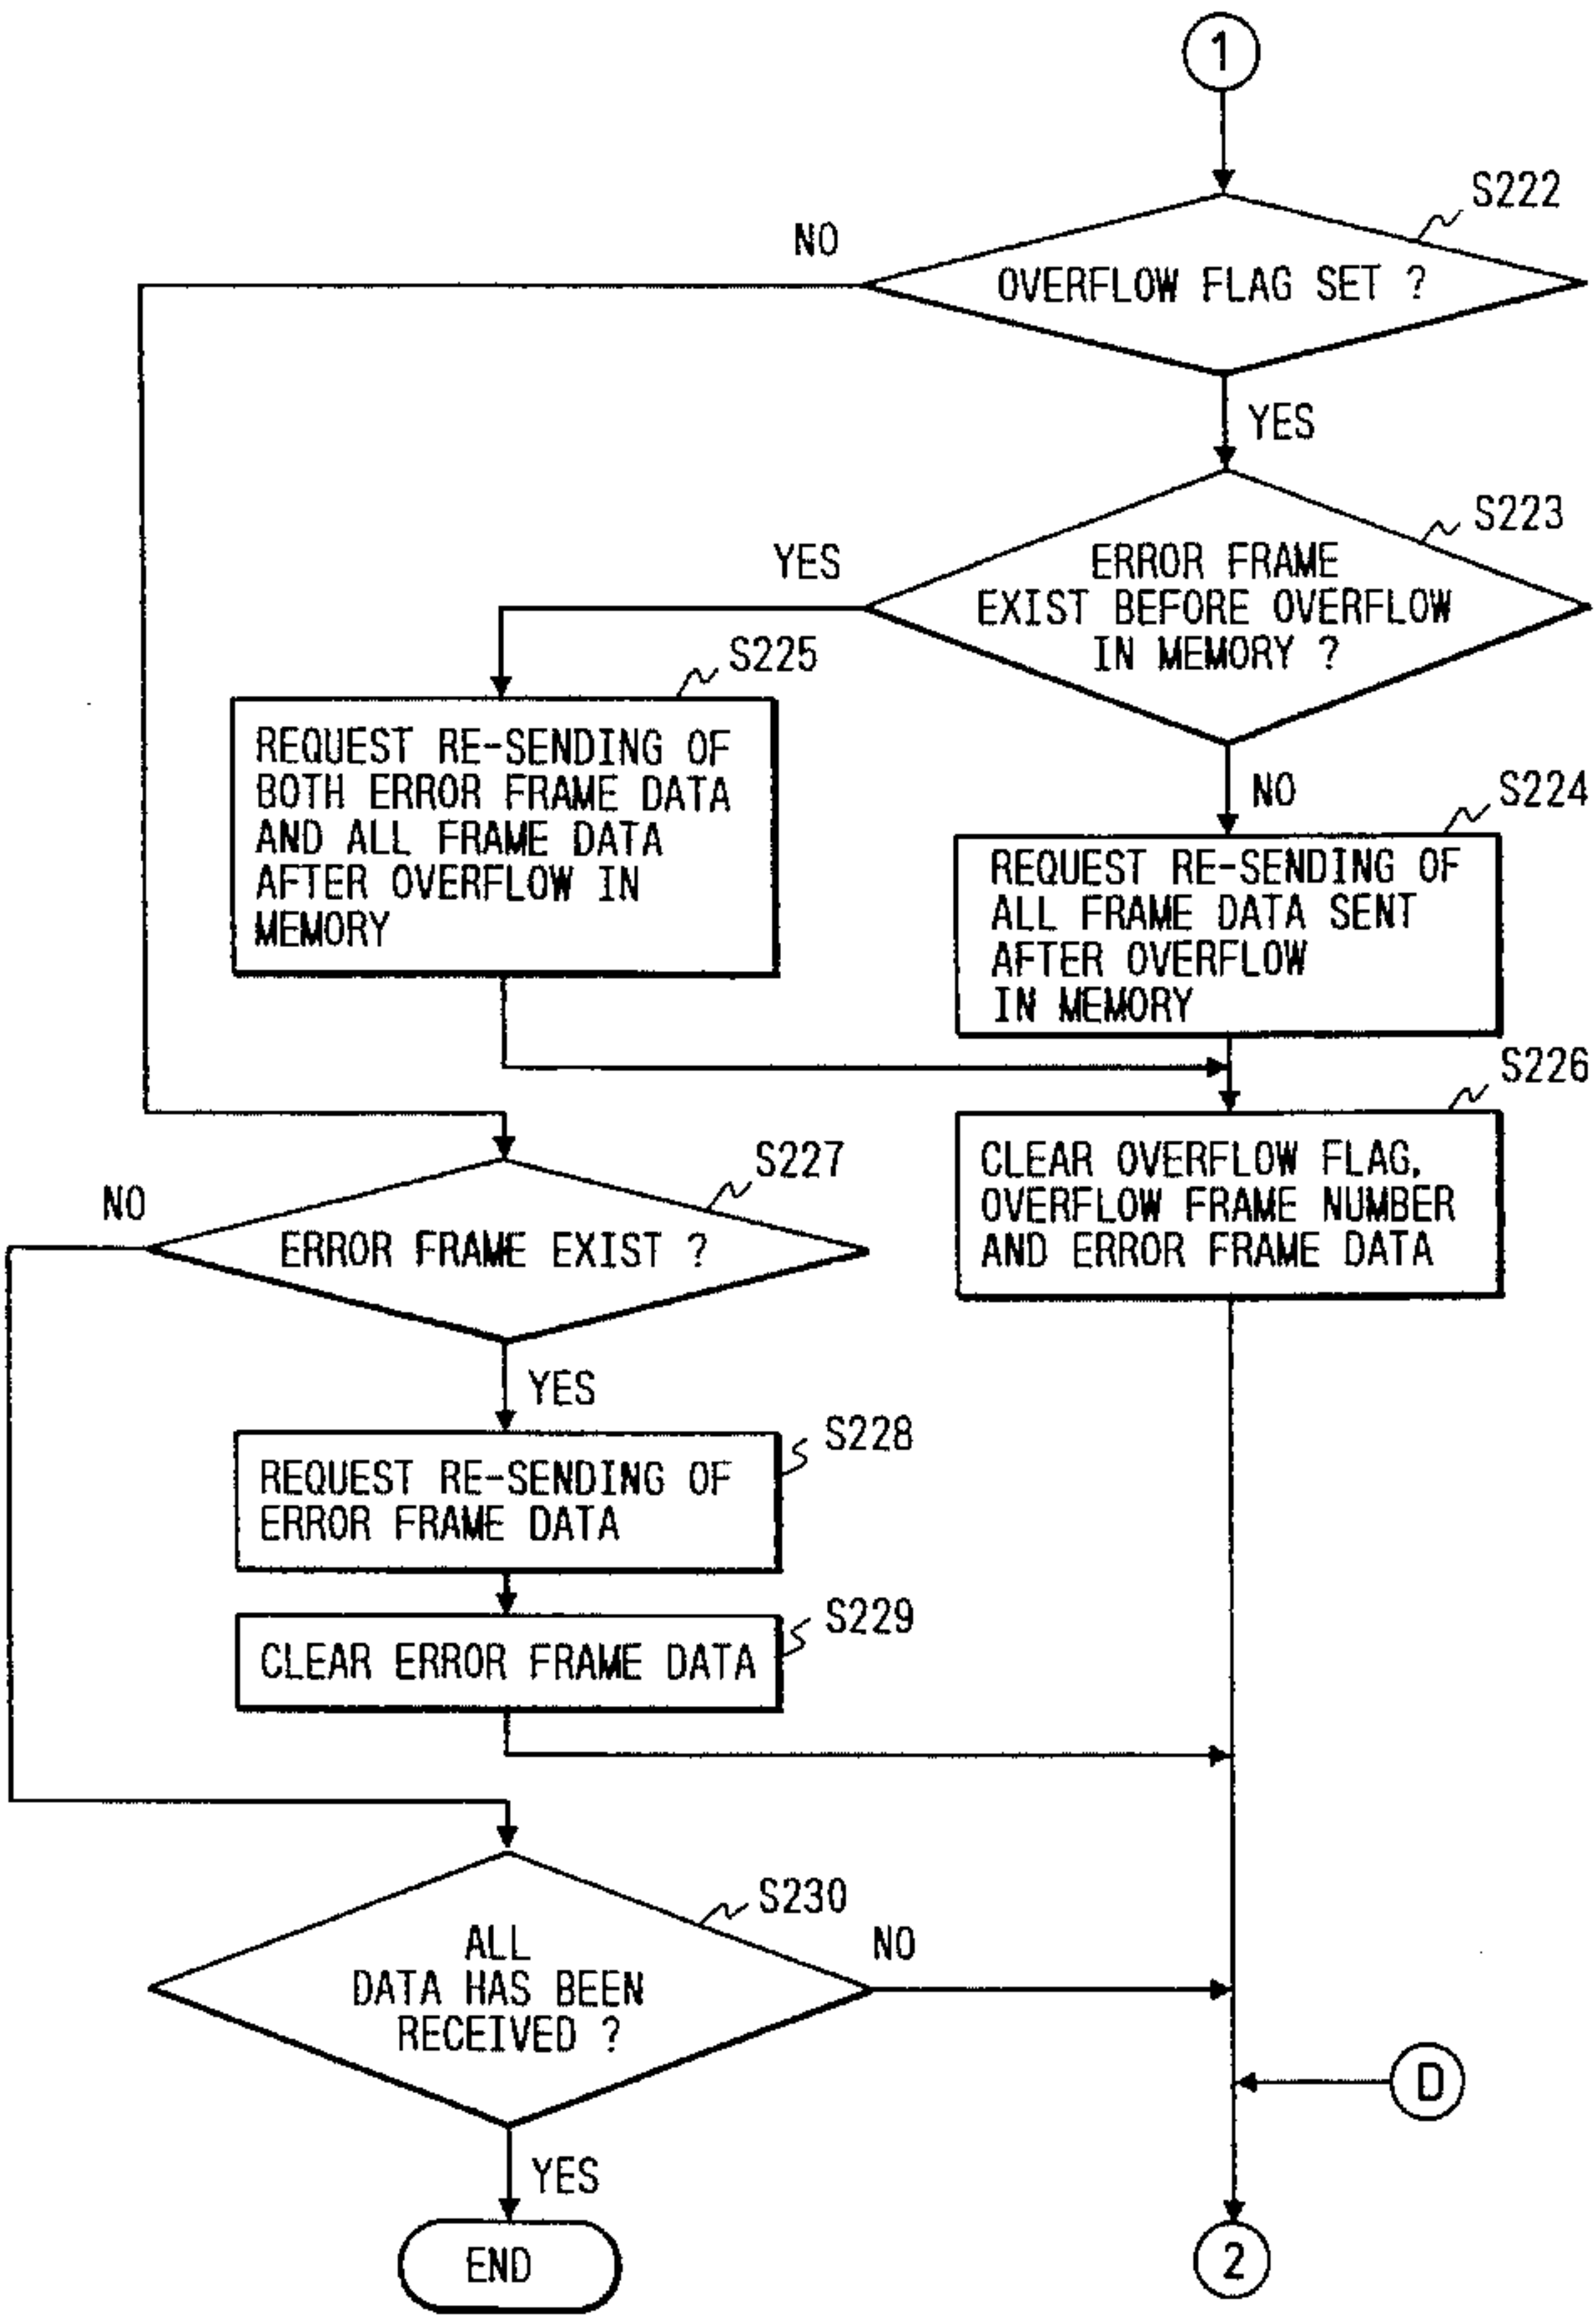 1
S222
NO
OVERFLOW FLAG SET ?
YES
S223
YES
ERROR FRAME
EXIST BEFORE OVERFLOW
IN MEMORY ?
S225
REQUEST RE-SENDING OF
BOTH ERROR FRAME DATA
AND ALL FRAME DATA
AFTER OVERFLOW IN
MEMORY
NO
S224
REQUEST RE-SENDING OF
ALL FRAME DATA SENT
AFTER OVERFLOW
IN MEMORY
S226
CLEAR OVERFLOW FLAG,
OVERFLOW FRAME NUMBER
AND ERROR FRAME DATA
S227
NO
ERROR FRAME EXIST ?
YES
S228
REQUEST RE-SENDING OF
ERROR FRAME DATA
S229
CLEAR ERROR FRAME DATA
S230
ALL
DATA HAS BEEN
RECEIVED ?
NO
D
YES
END
2